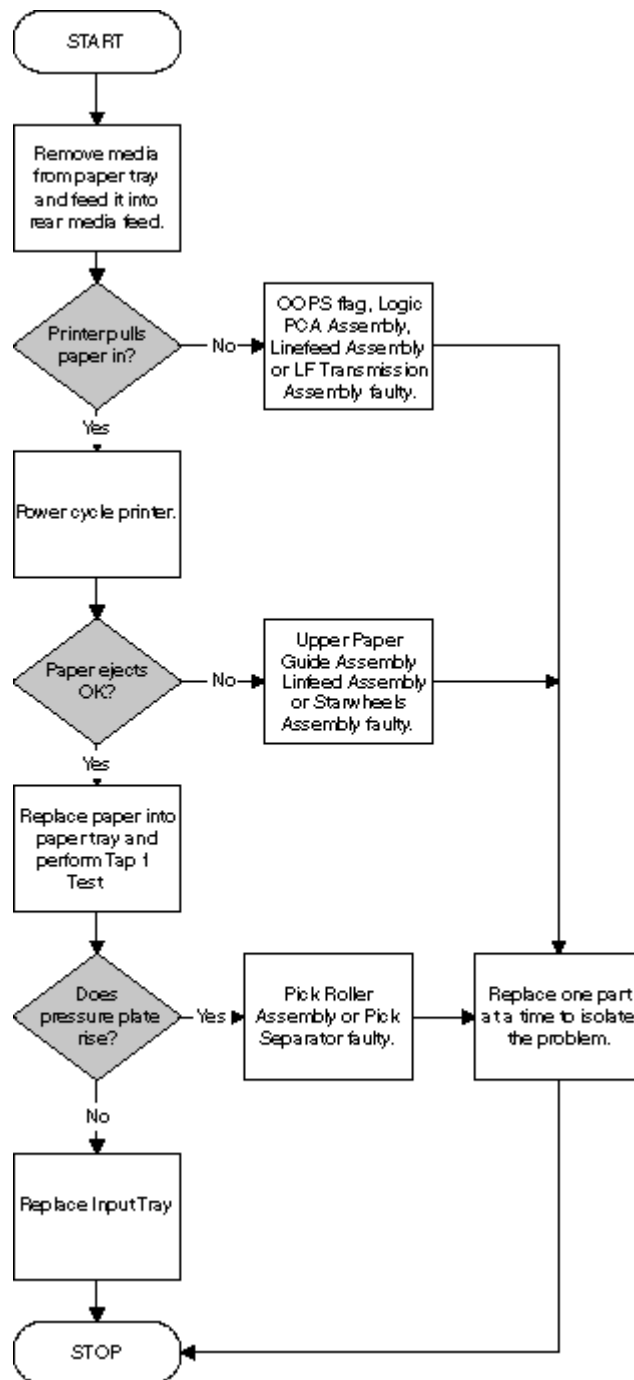 START
Remove media
from paper tray
and feed it into
rear media feed.
Printer pulls
paper in?
No
OOPS flag, Logic
PCA Assembly,
Linefeed Assembly
or LF Transmission
Assembly faulty.
Yes
Power cycle printer.
Paper ejects
OK?
No
Upper Paper
Guide Assembly
Linfeed Assembly
or Starwheels
Assembly faulty.
Yes
Replace paper into
paper tray and
perform Tap 1
Test
Does
pressure plate
rise?
Yes
Pick Roller
Assembly or Pick
Separator faulty.
Replace one part
at a time to isolate
the problem.
No
Replace Input Tray
STOP